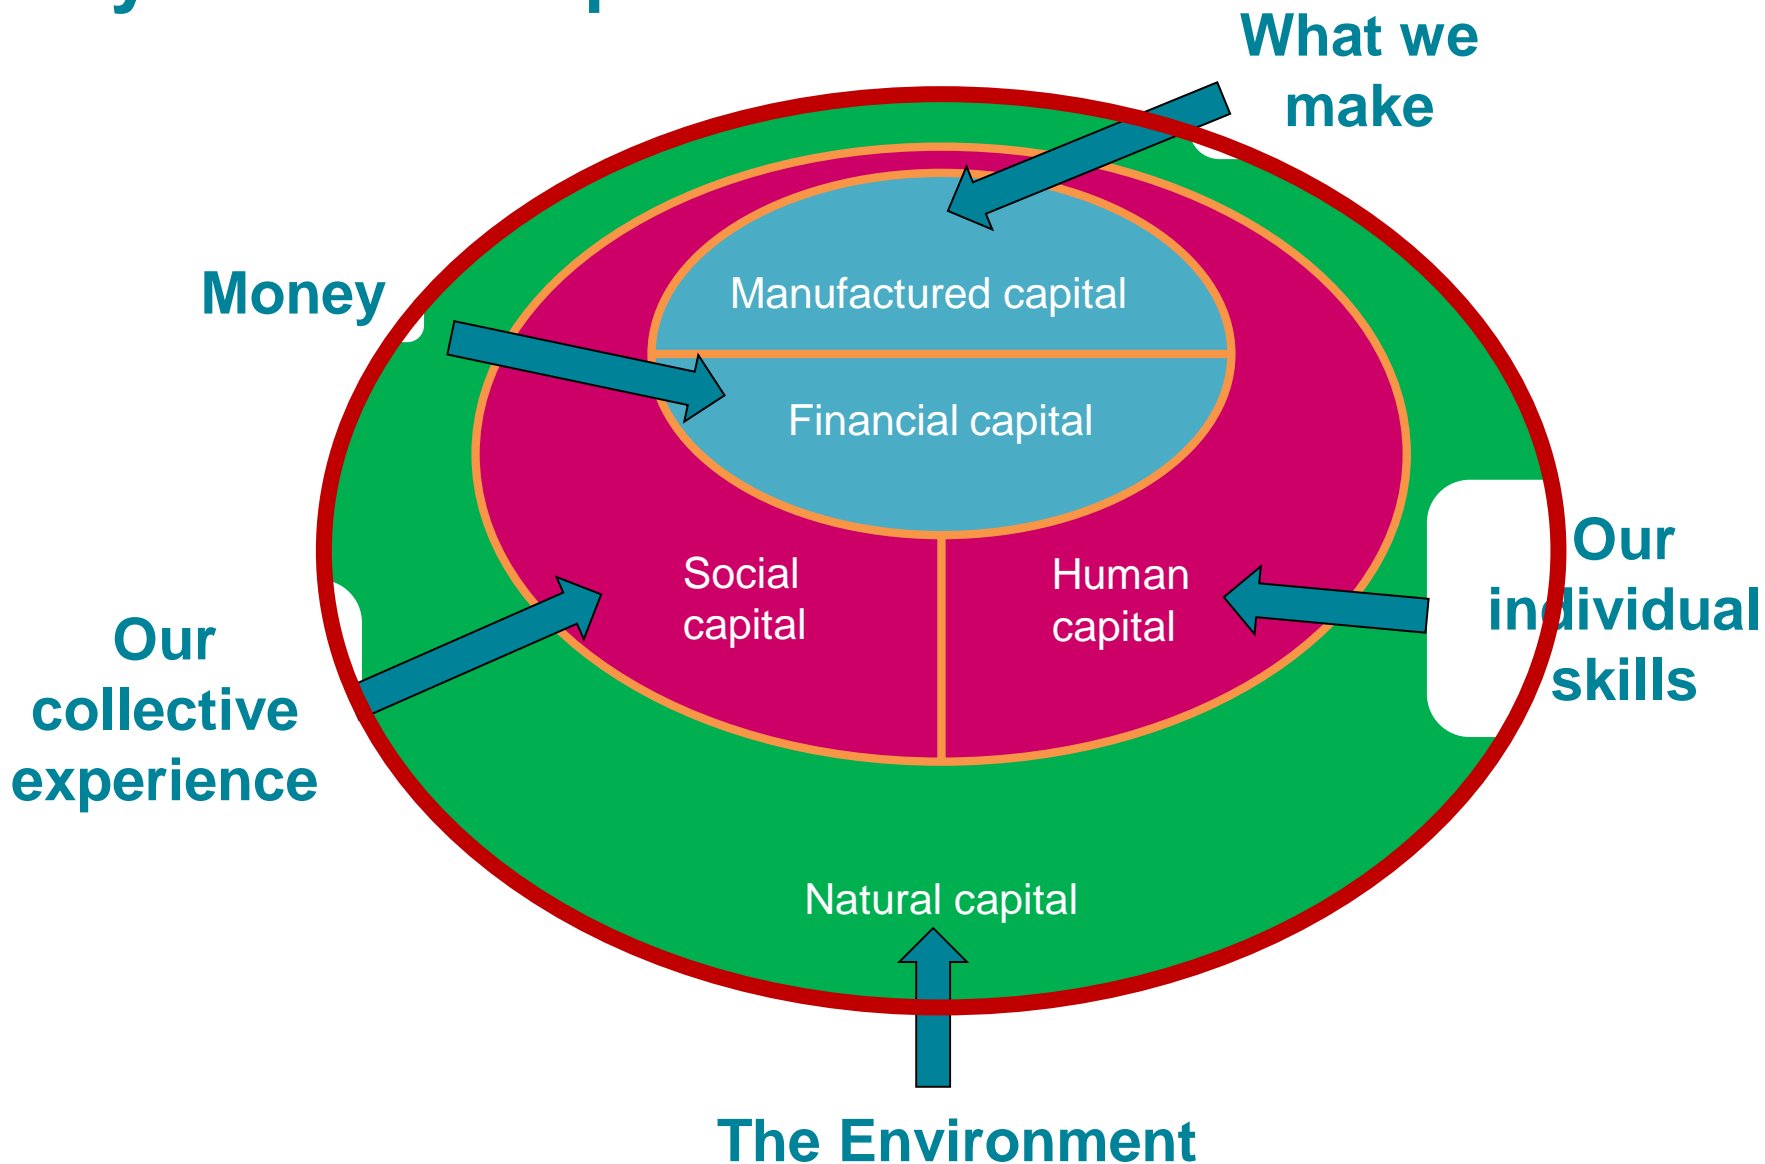 What we
make
Money
Manufactured capital
Financial capital
Social
capital
Human
capital
Our
individual
skills
Our
collective
experience
Natural capital
The Environment